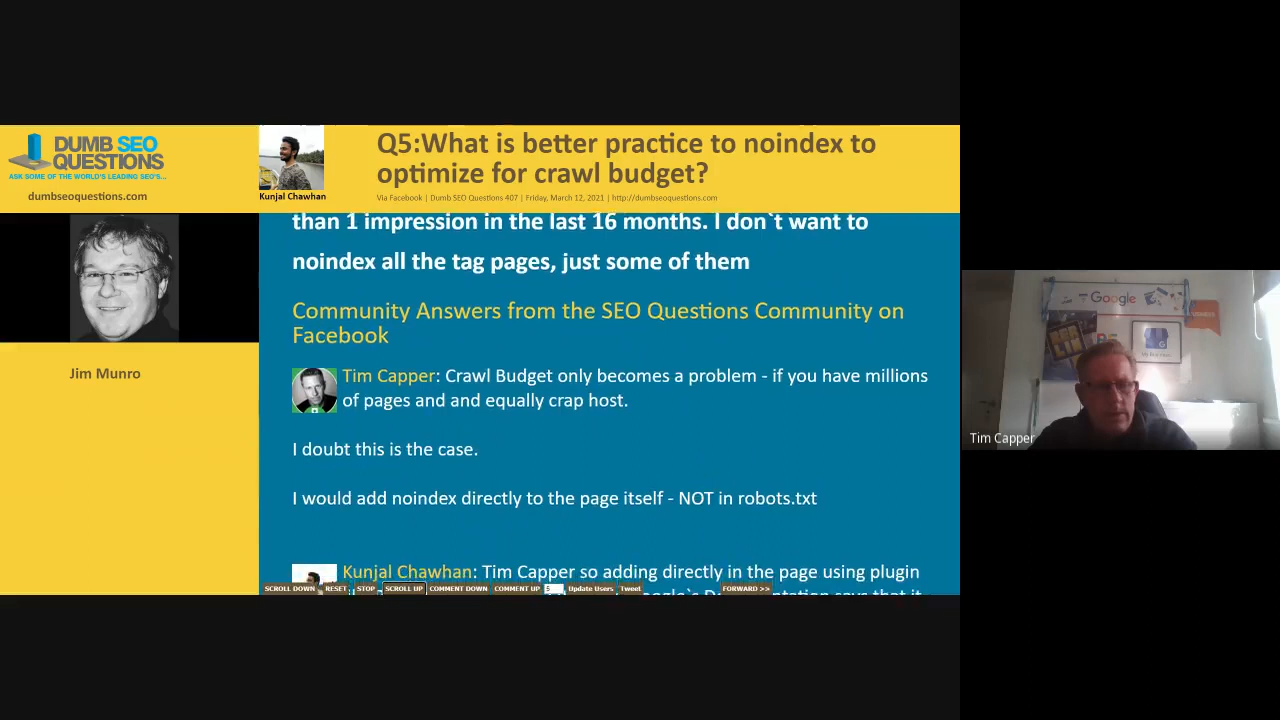 DUMB SEO
QUESTIONS
ASK SOME OF THE WORLD'S LEADING SEO'S...
dumbseoquestions.com
Kunjal Chawhan
Q5:What is better practice to noindex to
optimize for crawl budget?
Via Facebook | Dumb SEO Questions 407 | Friday, March 12, 2021 | http://dumbseoquestions.com
Jim Munro
than 1 impression in the last 16 months. I don`t want to
noindex all the tag pages, just some of them
Community Answers from the SEO Questions Community on
Facebook
Tim Capper: Crawl Budget only becomes a problem - if you have millions
of pages and and equally crap host.
I doubt this is the case.
I would add noindex directly to the page itself - NOT in robots.txt
Kunjal Chawhan: Tim Capper so adding directly in the page using plugin
says that it
SCROLL DOWN RESET STOP SCROLL UP COMMENT DOWN COMMENT UP 5 Update Users Tweet FORWARD >>
Google
Tim Capper